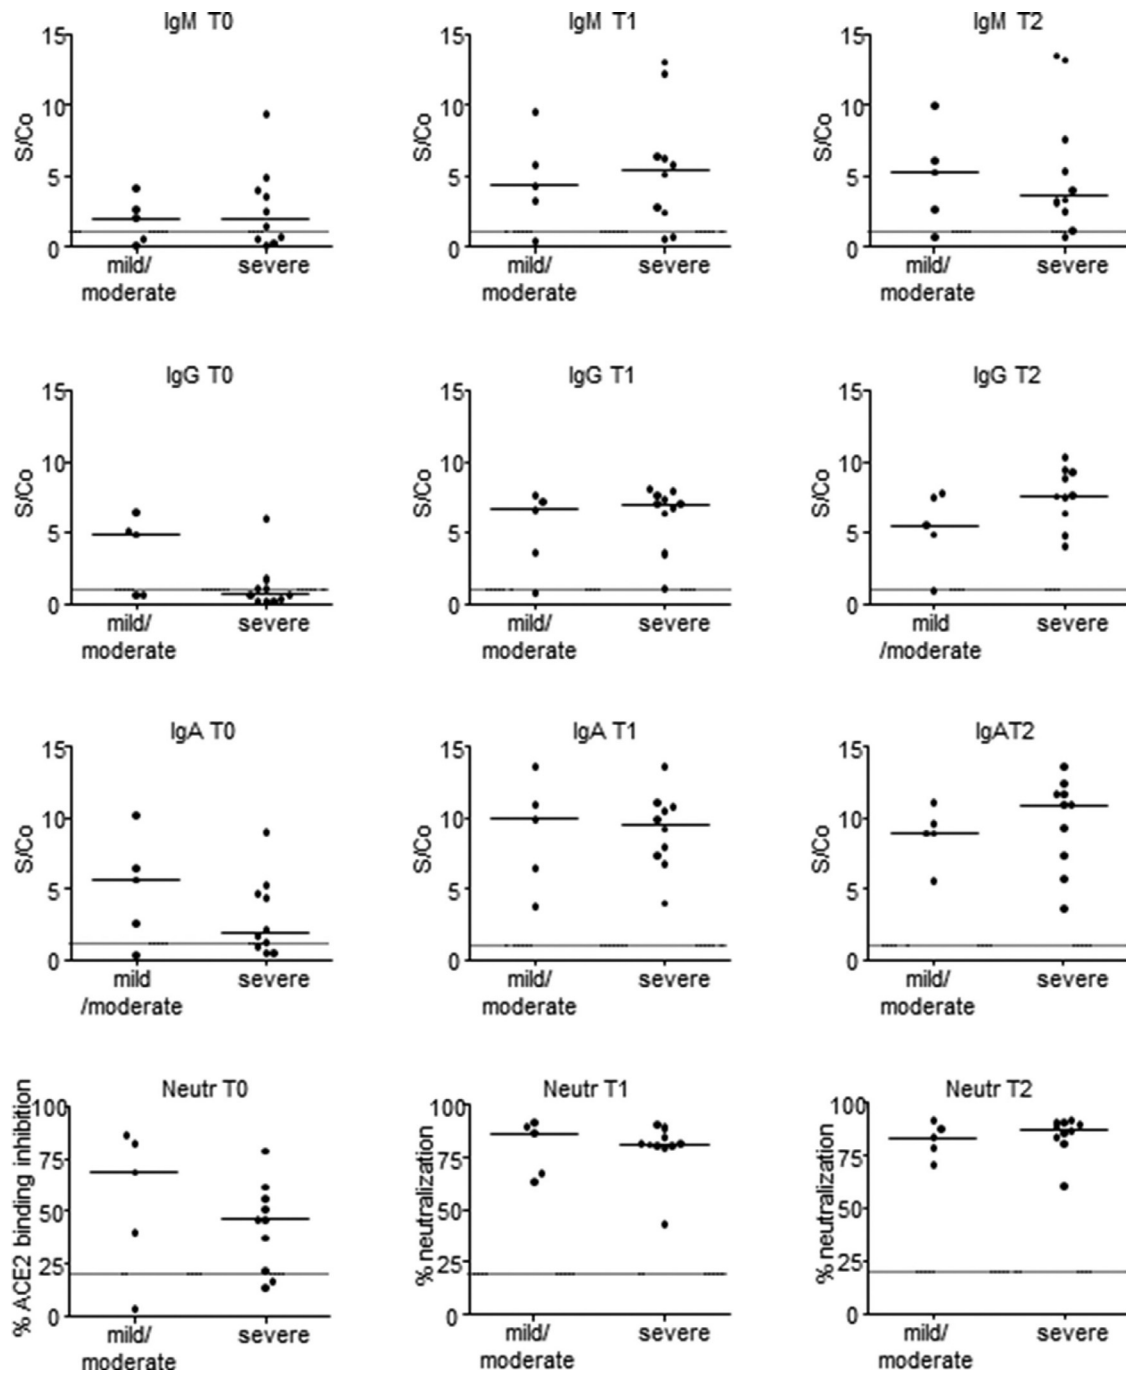 IgM T0
IgM T1
IgM T2
15
10
5
0
S/Co
mild/
moderate
severe
15
10
5
0
S/Co
mild/
moderate
severe
15
10
5
0
S/Co
mild/
moderate
severe
IgG T0
IgG T1
IgG T2
15
10
5
0
S/Co
mild/
moderate
severe
15
10
5
0
S/Co
mild/
moderate
severe
15
10
5
0
S/Co
mild
/moderate
severe
IgA T0
IgA T1
IgAT2
15
10
5
0
S/Co
mild
/moderate
severe
15
10
5
0
S/Co
mild/
moderate
severe
15
10
5
0
S/Co
mild/
moderate
severe
Neutr T0
Neutr T1
Neutr T2
100
75
50
25
0
% ACE2 binding inhibition
mild/
moderate
severe
100
75
50
25
0
% neutralization
mild/
moderate
severe
100
75
50
25
0
% neutralization
mild/
moderate
severe